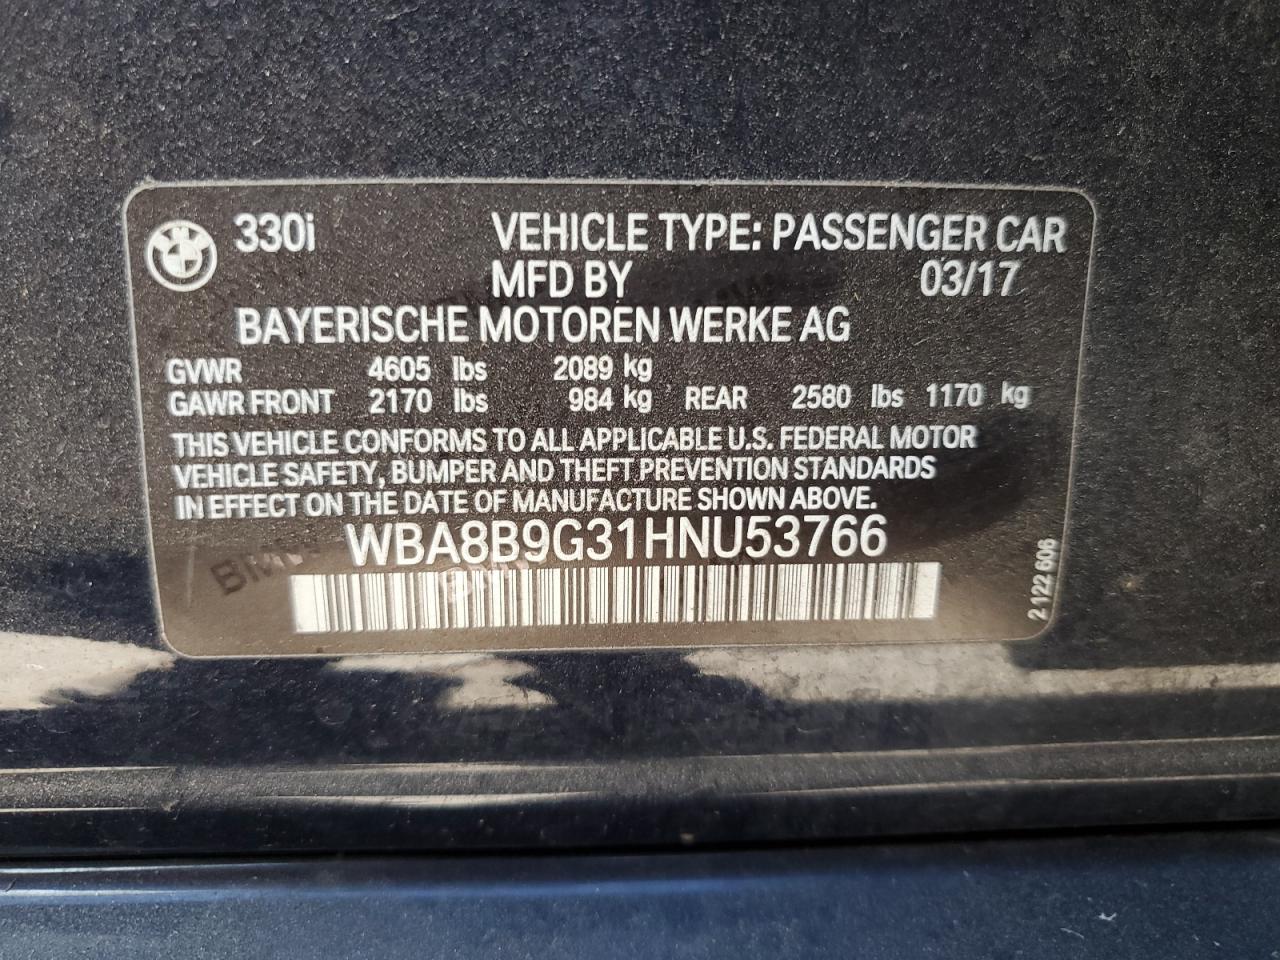 330i VEHICLE TYPE: PASSENGER CAR
MFD BY 03/17
BAYERISCHE MOTOREN WERKE AG
GVWR 4605 lbs 2089 kg
GAWR FRONT 2170 lbs 984 kg REAR 2580 lbs 1170 kg
THIS VEHICLE CONFORMS TO ALL APPLICABLE U.S. FEDERAL MOTOR
VEHICLE SAFETY, BUMPER AND THEFT PREVENTION STANDARDS
IN EFFECT ON THE DATE OF MANUFACTURE SHOWN ABOVE.
WBA8B9G31HNU53766
BMW
BMW
2 122 606